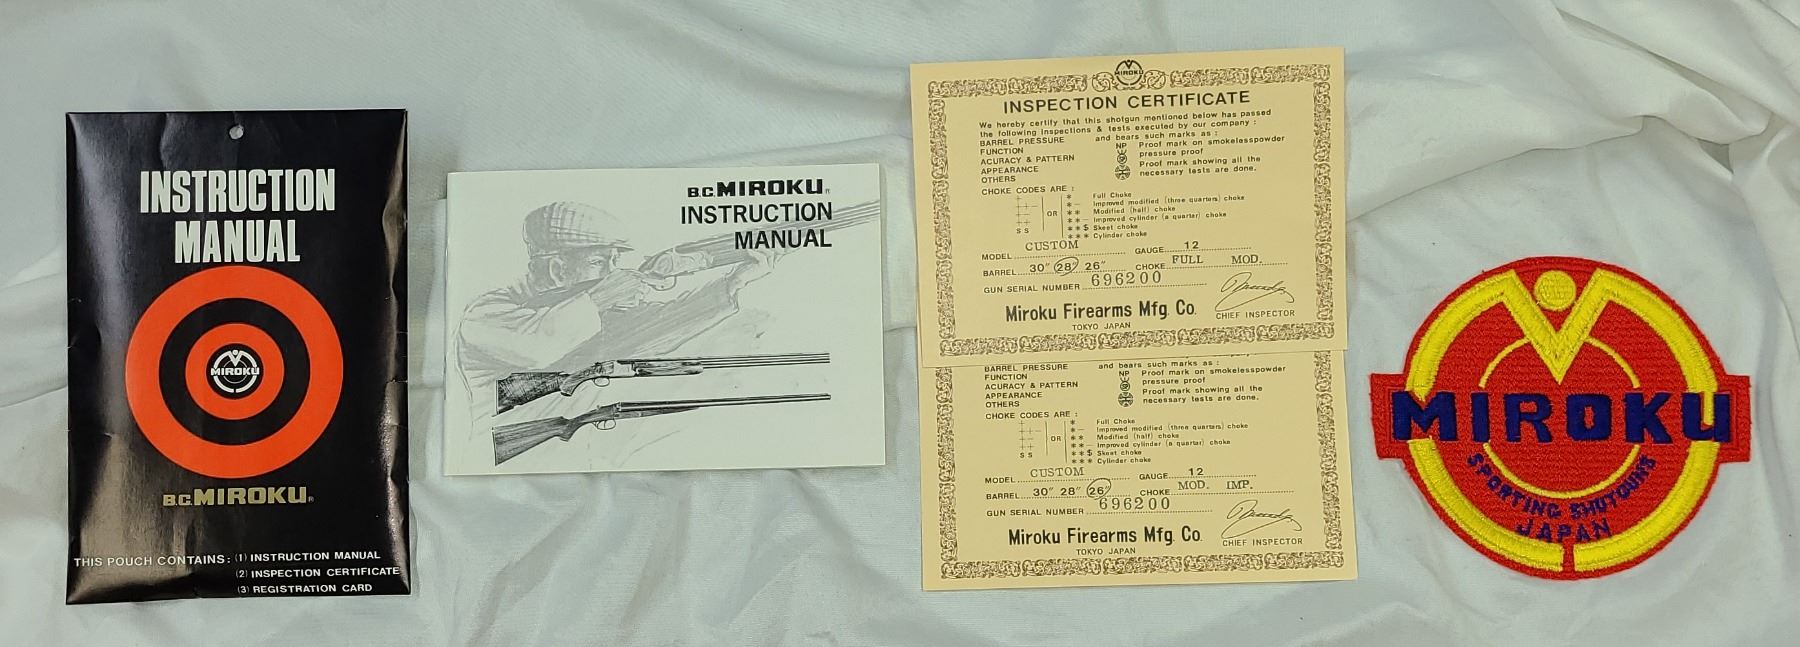 INSTRUCTION
MANUAL
MIROKU
B.C. MIROKU®
THIS POUCH CONTAINS: (1) INSTRUCTION MANUAL
(2) INSPECTION CERTIFICATE
(3) REGISTRATION CARD
B.C. MIROKU®
INSTRUCTION
MANUAL
MIROKU
INSPECTION CERTIFICATE
We hereby certify that this shotgun mentioned below has passed
the following inspections & tests executed by our company :
BARREL PRESSURE and bears such marks as :
FUNCTION NP Proof mark on smokelesspowder
ACURACY & PATTERN pressure proof
APPEARANCE Proof mark showing all the
OTHERS necessary tests are done.
CHOKE CODES ARE :
* Full Choke
*– Improved modified (three quarters) choke
OR ** Modified (half) choke
**– Improved cylinder (a quarter) choke
SS **$ Skeet choke
*** Cylinder choke
MODEL CUSTOM GAUGE 12
BARREL 30" 28" 26" CHOKE FULL MOD.
GUN SERIAL NUMBER 696200
Miroku Firearms Mfg. Co.
TOKYO JAPAN
CHIEF INSPECTOR
BARREL PRESSURE and bears such marks as :
FUNCTION NP Proof mark on smokelesspowder
ACURACY & PATTERN pressure proof
APPEARANCE Proof mark showing all the
OTHERS necessary tests are done.
CHOKE CODES ARE :
* Full Choke
*– Improved modified (three quarters) choke
OR ** Modified (half) choke
**– Improved cylinder (a quarter) choke
SS **$ Skeet choke
*** Cylinder choke
MODEL CUSTOM GAUGE 12
BARREL 30" 28" 26" CHOKE MOD. IMP.
GUN SERIAL NUMBER 696200
Miroku Firearms Mfg. Co.
TOKYO JAPAN
CHIEF INSPECTOR
MIROKU
SPORTING SHOTGUNS
JAPAN